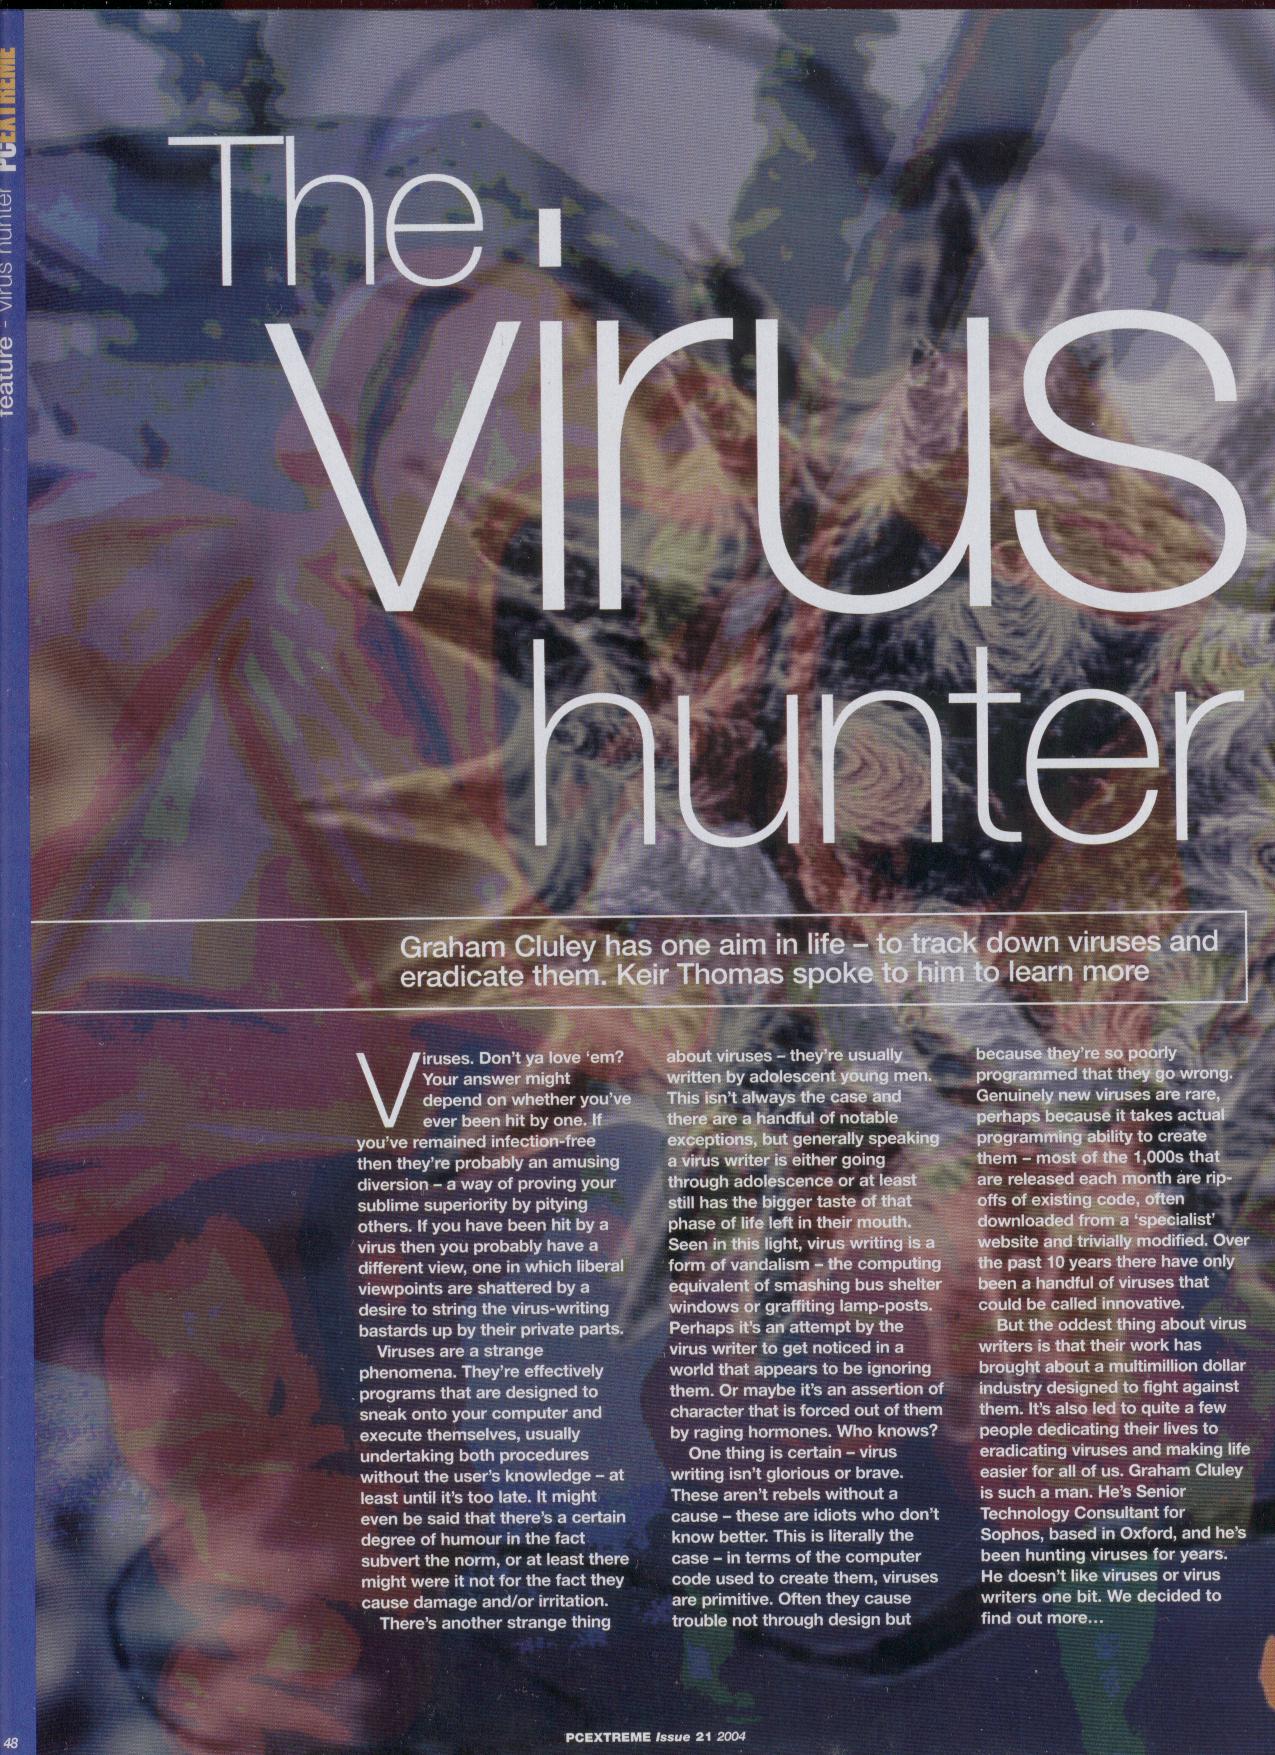 feature - virus hunter PCEXTREME
The
virus
hunter
Graham Cluley has one aim in life – to track down viruses and
eradicate them. Keir Thomas spoke to him to learn more
Viruses. Don't ya love 'em?
Your answer might
depend on whether you've
ever been hit by one. If
you've remained infection-free
then they're probably an amusing
diversion – a way of proving your
sublime superiority by pitying
others. If you have been hit by a
virus then you probably have a
different view, one in which liberal
viewpoints are shattered by a
desire to string the virus-writing
bastards up by their private parts.
Viruses are a strange
phenomena. They're effectively
programs that are designed to
sneak onto your computer and
execute themselves, usually
undertaking both procedures
without the user's knowledge – at
least until it's too late. It might
even be said that there's a certain
degree of humour in the fact
subvert the norm, or at least there
might were it not for the fact they
cause damage and/or irritation.
There's another strange thing
about viruses – they're usually
written by adolescent young men.
This isn't always the case and
there are a handful of notable
exceptions, but generally speaking
a virus writer is either going
through adolescence or at least
still has the bigger taste of that
phase of life left in their mouth.
Seen in this light, virus writing is a
form of vandalism – the computing
equivalent of smashing bus shelter
windows or graffiting lamp-posts.
Perhaps it's an attempt by the
virus writer to get noticed in a
world that appears to be ignoring
them. Or maybe it's an assertion of
character that is forced out of them
by raging hormones. Who knows?
One thing is certain – virus
writing isn't glorious or brave.
These aren't rebels without a
cause – these are idiots who don't
know better. This is literally the
case – in terms of the computer
code used to create them, viruses
are primitive. Often they cause
trouble not through design but
because they're so poorly
programmed that they go wrong.
Genuinely new viruses are rare,
perhaps because it takes actual
programming ability to create
them – most of the 1,000s that
are released each month are rip-
offs of existing code, often
downloaded from a 'specialist'
website and trivially modified. Over
the past 10 years there have only
been a handful of viruses that
could be called innovative.
But the oddest thing about virus
writers is that their work has
brought about a multimillion dollar
industry designed to fight against
them. It's also led to quite a few
people dedicating their lives to
eradicating viruses and making life
easier for all of us. Graham Cluley
is such a man. He's Senior
Technology Consultant for
Sophos, based in Oxford, and he's
been hunting viruses for years.
He doesn't like viruses or virus
writers one bit. We decided to
find out more...
48
PCEXTREME Issue 21 2004